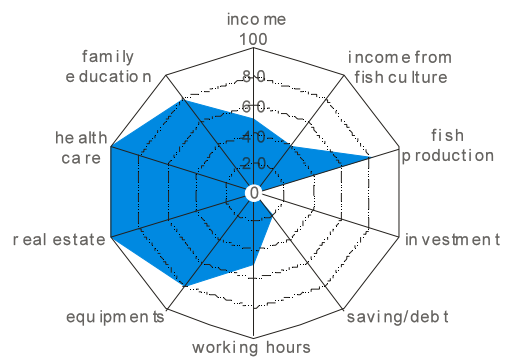 income
100
family
education
income from
fish culture
80
60
health
care
40
fish
production
20
0
real estate
investment
equipments
saving/debt
working hours